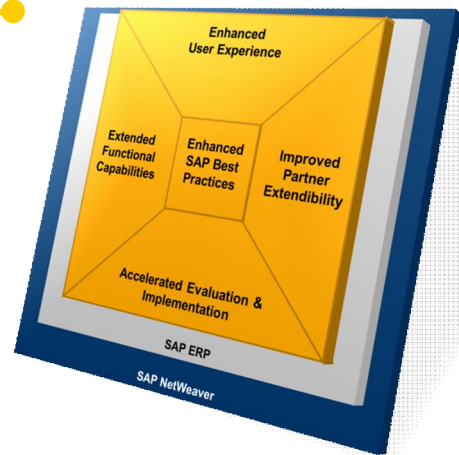 Enhanced
User Experience
Extended
Functional
Capabilities
Enhanced
SAP Best
Practices
Improved
Partner
Extendibility
Accelerated Evaluation &
Implementation
SAP ERP
SAP NetWeaver